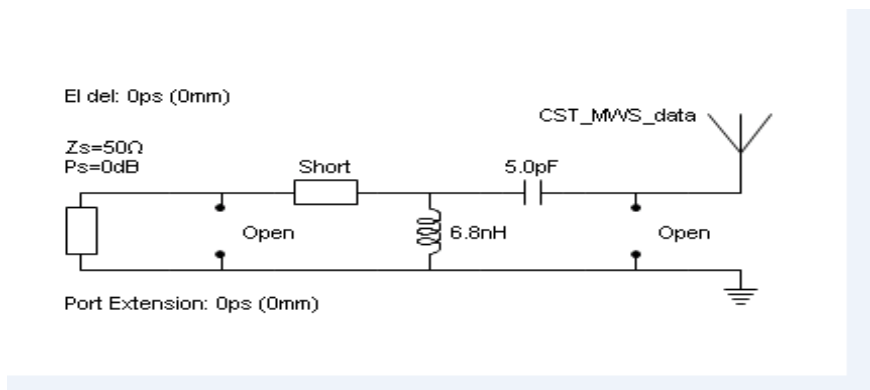 El del: 0ps (0mm)
CST_MWS_data
Zs=50Ω
Ps=0dB
Short
5.0pF
Open
6.8nH
Open
Port Extension: 0ps (0mm)